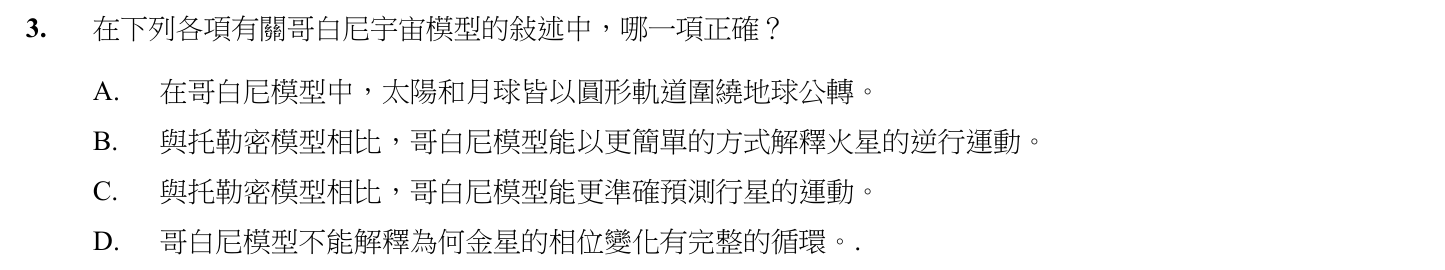 3. 在下列各項有關哥白尼宇宙模型的敍述中，哪一項正確？
A. 在哥白尼模型中，太陽和月球皆以圓形軌道圍繞地球公轉。
B. 與托勒密模型相比，哥白尼模型能以更簡單的方式解釋火星的逆行運動。
C. 與托勒密模型相比，哥白尼模型能更準確預測行星的運動。
D. 哥白尼模型不能解釋為何金星的相位變化有完整的循環。.